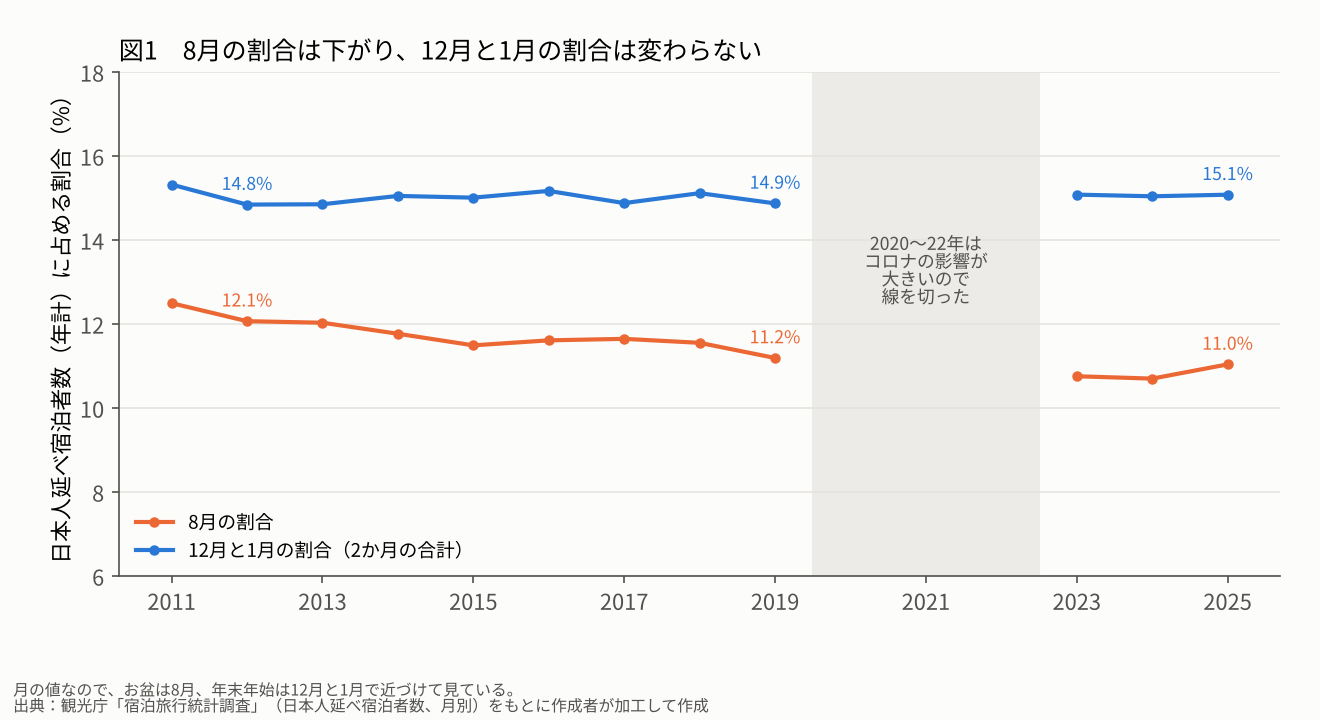 図1　8月の割合は下がり、12月と1月の割合は変わらない
日本人延べ宿泊者数（年計）に占める割合（%）
18
16
14
12
10
8
6
14.8%
14.9%
15.1%
12.1%
11.2%
11.0%
2020～22年は
コロナの影響が
大きいので
線を切った
8月の割合
12月と1月の割合（2か月の合計）
2011
2013
2015
2017
2019
2021
2023
2025
月の値なので、お盆は8月、年末年始は12月と1月で近づけて見ている。
出典：観光庁「宿泊旅行統計調査」（日本人延べ宿泊者数、月別）をもとに作成者が加工して作成